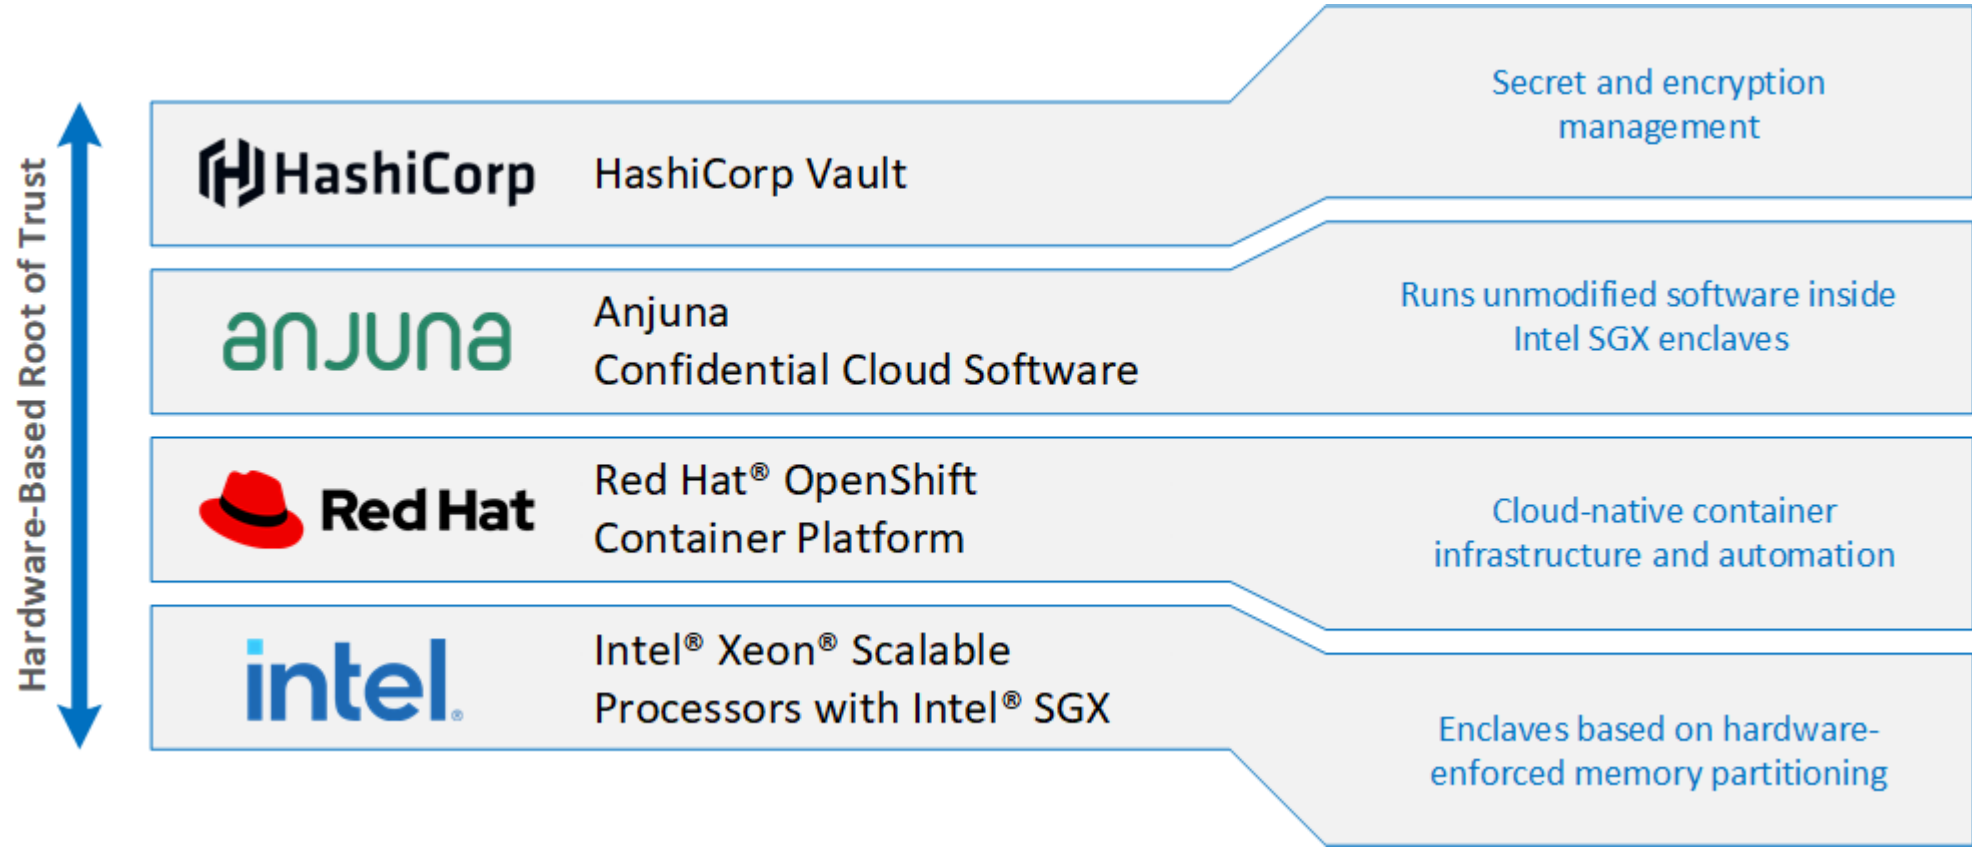 Hardware-Based Root of Trust
HashiCorp
HashiCorp Vault
Secret and encryption
management
anjuna
Anjuna
Confidential Cloud Software
Runs unmodified software inside
Intel SGX enclaves
Red Hat
Red Hat® OpenShift
Container Platform
Cloud-native container
infrastructure and automation
intel®
Intel® Xeon® Scalable
Processors with Intel® SGX
Enclaves based on hardware-
enforced memory partitioning